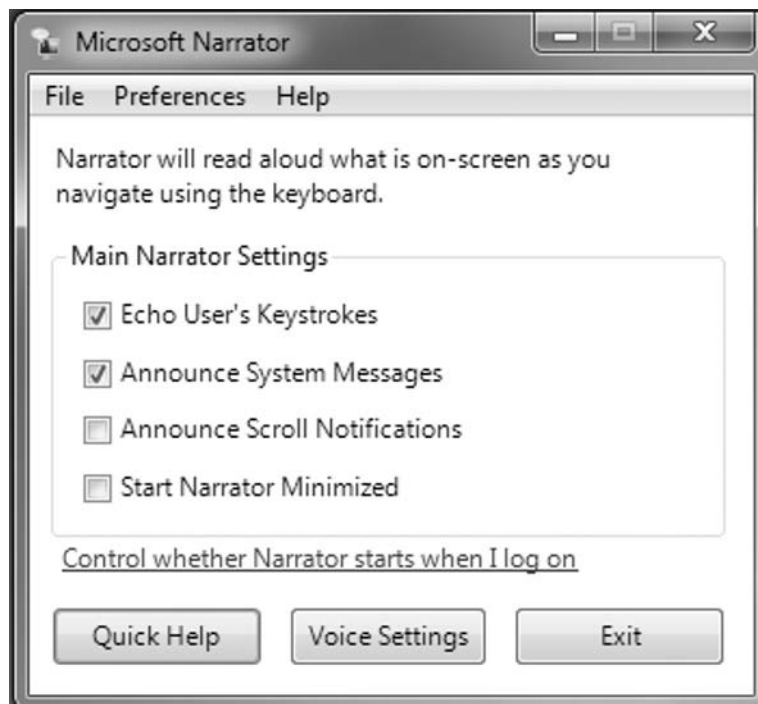 Microsoft Narrator
File Preferences Help
Narrator will read aloud what is on-screen as you
navigate using the keyboard.
Main Narrator Settings
Echo User's Keystrokes
Announce System Messages
Announce Scroll Notifications
Start Narrator Minimized
Control whether Narrator starts when I log on
Quick Help Voice Settings Exit